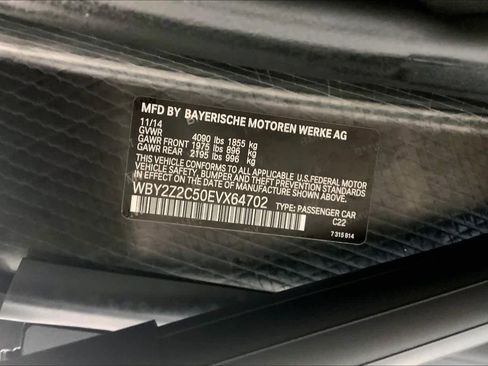 MFD BY BAYERISCHE MOTOREN WERKE AG
11/14
GVWR 4090 lbs 1855 kg
GAWR FRONT 1975 lbs 896 kg
GAWR REAR 2195 lbs 996 kg
THIS VEHICLE CONFORMS TO ALL APPLICABLE U.S.FEDERAL MOTOR
VEHICLE SAFETY, BUMPER AND THEFT PREVENTION STANDARDS
IN EFFECT ON THE DATE OF MANUFACTURE SHOWN ABOVE.
WBY2Z2C50EVX64702 TYPE: PASSENGER CAR
C22
7 315 814